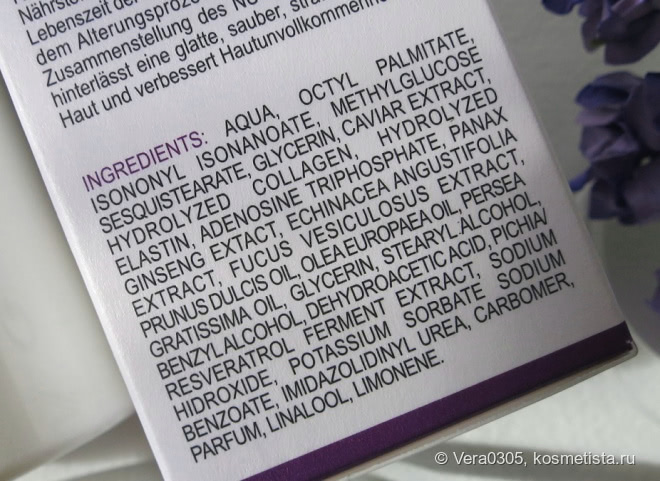 Lebenszeit
dem
Zusammenstellung des
hinterlässt eine glatte, sauber,
Haut und verbessert
INGREDIENTS: AQUA, OCTYL PALMITATE,
ISONONYL ISONANOATE, METHYLGLUCOSE
SESQUISTEARATE, GLYCERIN, CAVIAR EXTRACT,
HYDROLYZED COLLAGEN, HYDROLYZED
ELASTIN, ADENOSINE TRIPHOSPHATE, PANAX
GINSENG EXTACT, ECHINACEA ANGUSTIFOLIA
EXTRACT, FUCUS VESICULOSUS EXTRACT,
PRUNUS DULCIS OIL, OLEA EUROPAEA OIL, PERSEA
GRATISSIMA OIL, GLYCERIN, STEARYL ALCOHOL,
BENZYL ALCOHOL, DEHYDROACETIC ACID, PICHIA/
RESVERATROL FERMENT EXTRACT, SODIUM
HIDROXIDE, POTASSIUM SORBATE SODIUM
BENZOATE, IMIDAZOLIDINYL UREA, CARBOMER,
PARFUM, LINALOOL, LIMONENE.
© Vera0305, kosmetista.ru